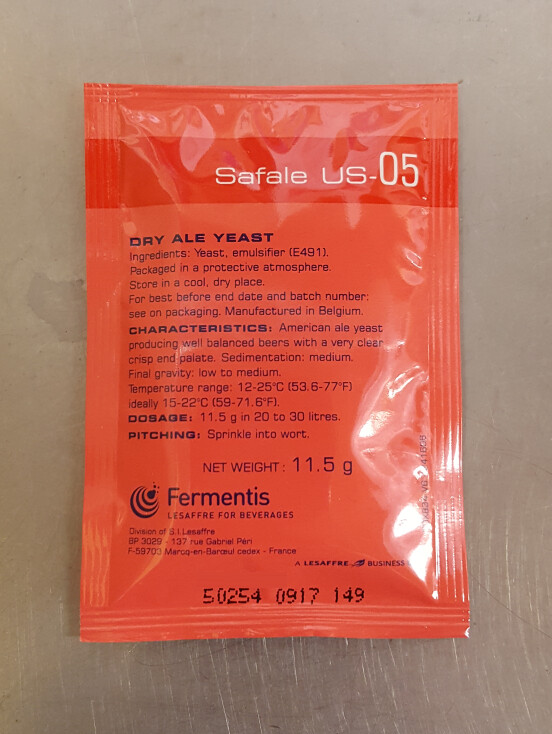 Safale US-05
DRY ALE YEAST
Ingredients: Yeast, emulsifier (E491).
Packaged in a protective atmosphere.
Store in a cool, dry place.
For best before end date and batch number:
see on packaging. Manufactured in Belgium.
CHARACTERISTICS: American ale yeast
producing well balanced beers with a very clear
crisp end palate. Sedimentation: medium.
Final gravity: low to medium.
Temperature range: 12-25°C (53.6-77°F)
ideally 15-22°C (59-71.6°F).
DOSAGE: 11.5 g in 20 to 30 litres.
PITCHING: Sprinkle into wort.
NET WEIGHT : 11.5 g
Fermentis
LESAFFRE FOR BEVERAGES
Division of S.I.Lesaffre
BP 3029 - 137 rue Gabriel Péri
F-59703 Marcq-en-Barœul cedex - France
A LESAFFRE BUSINESS
50254 0917 149